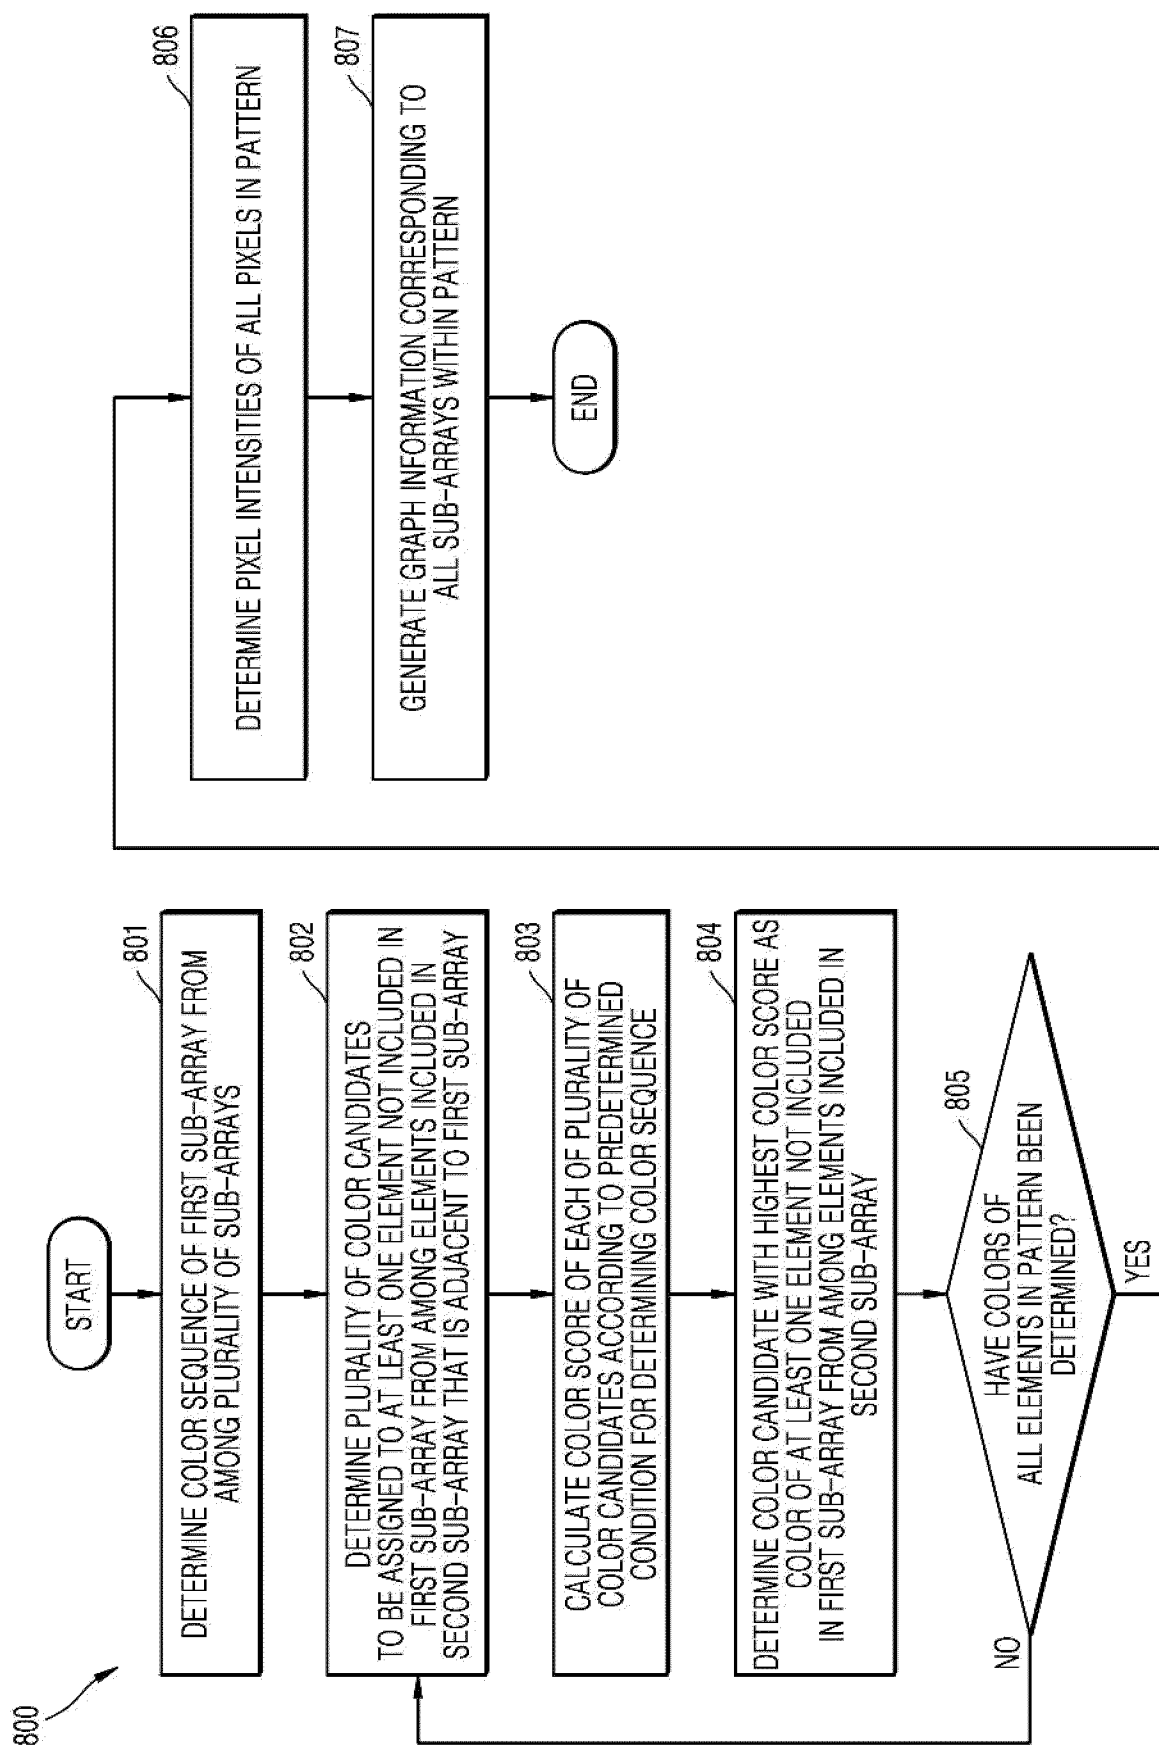 800
START
801
DETERMINE COLOR SEQUENCE OF FIRST SUB-ARRAY FROM
AMONG PLURALITY OF SUB-ARRAYS
802
DETERMINE PLURALITY OF COLOR CANDIDATES
TO BE ASSIGNED TO AT LEAST ONE ELEMENT NOT INCLUDED IN
FIRST SUB-ARRAY FROM AMONG ELEMENTS INCLUDED IN
SECOND SUB-ARRAY THAT IS ADJACENT TO FIRST SUB-ARRAY
803
CALCULATE COLOR SCORE OF EACH OF PLURALITY OF
COLOR CANDIDATES ACCORDING TO PREDETERMINED
CONDITION FOR DETERMINING COLOR SEQUENCE
804
DETERMINE COLOR CANDIDATE WITH HIGHEST COLOR SCORE AS
COLOR OF AT LEAST ONE ELEMENT NOT INCLUDED
IN FIRST SUB-ARRAY FROM AMONG ELEMENTS INCLUDED IN
SECOND SUB-ARRAY
805
HAVE COLORS OF
ALL ELEMENTS IN PATTERN BEEN
DETERMINED?
NO
YES
806
DETERMINE PIXEL INTENSITIES OF ALL PIXELS IN PATTERN
807
GENERATE GRAPH INFORMATION CORRESPONDING TO
ALL SUB-ARRAYS WITHIN PATTERN
END